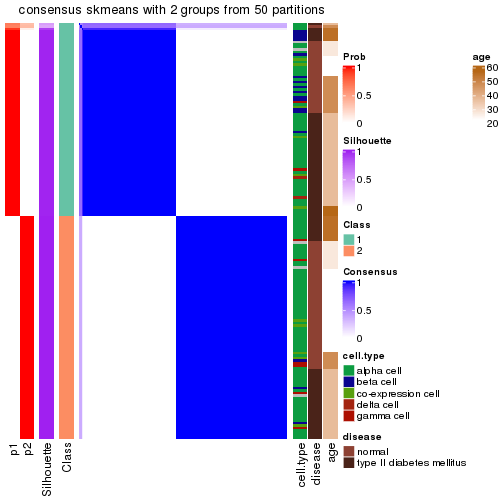 consensus skmeans with 2 groups from 50 partitions
Prob
1
0.5
0
age
60
50
40
30
20
Silhouette
1
0.5
0
Class
1
2
Consensus
1
0.5
0
cell.type
alpha cell
beta cell
co-expression cell
delta cell
gamma cell
disease
normal
type II diabetes mellitus
p1
p2
Silhouette
Class
cell.type
disease
age